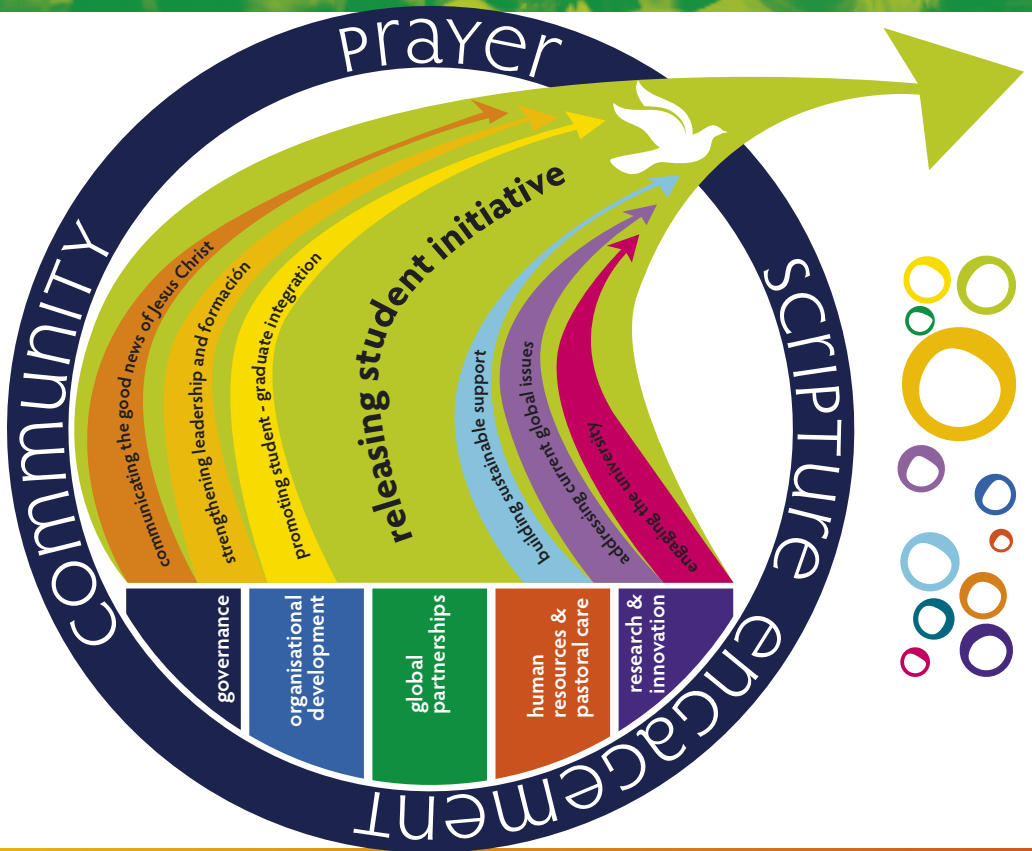 Prayer
community
scripture engagement
communicating the good news of Jesus Christ
strengthening leadership and formación
promoting student - graduate integration
releasing student initiative
building sustainable support
addressing current global issues
engaging the university
governance
organisational
development
global
partnerships
human
resources &
pastoral care
research &
innovation